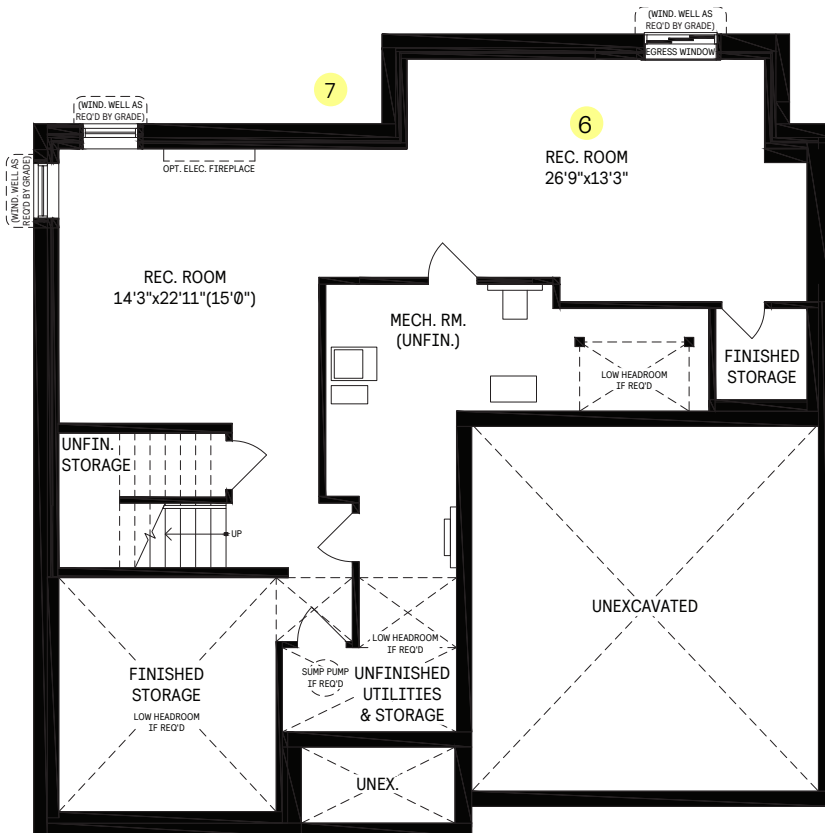 (WIND. WELL AS
REQ'D BY GRADE)
EGRESS WINDOW
7
(WIND. WELL AS
REQ'D BY GRADE)
6
REC. ROOM
26'9"x13'3"
OPT. ELEC. FIREPLACE
(WIND. WELL AS
REQ'D BY GRADE)
REC. ROOM
14'3"x22'11"(15'0")
MECH. RM.
(UNFIN.)
LOW HEADROOM
IF REQ'D
FINISHED
STORAGE
UNFIN.
STORAGE
UP
UNEXCAVATED
LOW HEADROOM
IF REQ'D
SUMP PUMP
IF REQ'D
UNFINISHED
UTILITIES
& STORAGE
FINISHED
STORAGE
LOW HEADROOM
IF REQ'D
UNEX.